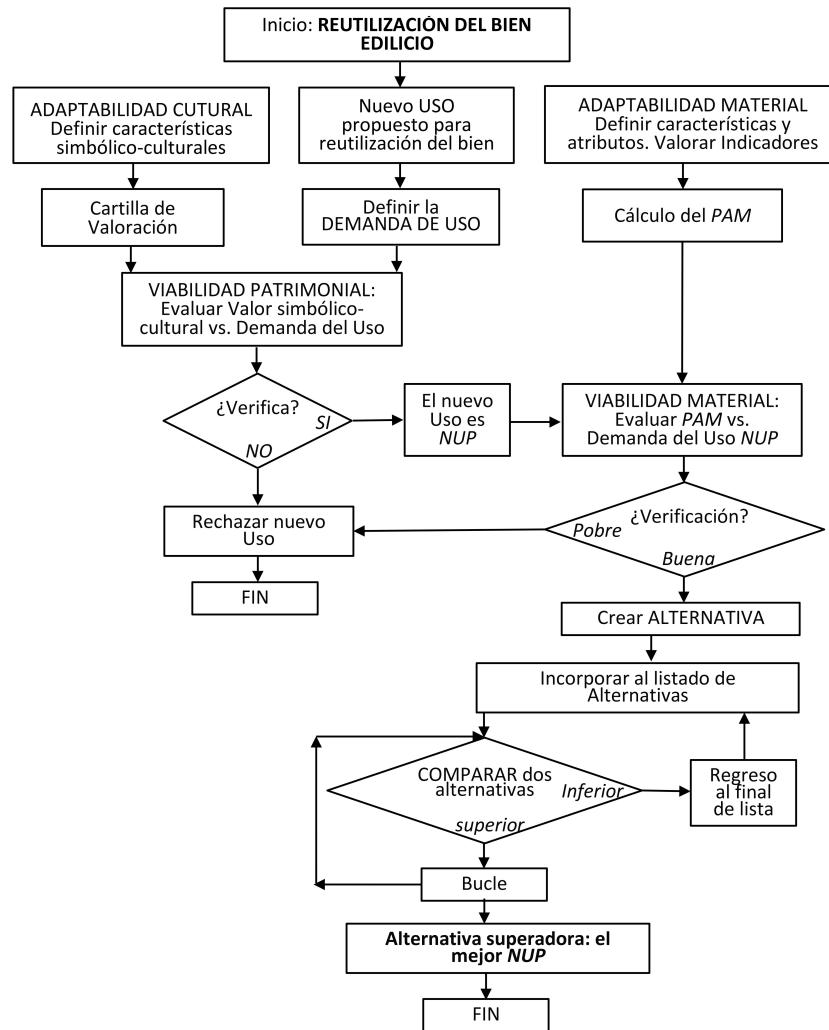 Inicio: REUTILIZACIÓN DEL BIEN
EDILICIO
ADAPTABILIDAD CUTURAL
Definir características
simbólico-culturales
Nuevo USO
propuesto para
reutilización del bien
ADAPTABILIDAD MATERIAL
Definir características y
atributos. Valorar Indicadores
Cartilla de
Valoración
Definir la
DEMANDA DE USO
Cálculo del PAM
VIABILIDAD PATRIMONIAL:
Evaluar Valor simbólico-
cultural vs. Demanda del Uso
¿Verifica?
SI
NO
El nuevo
Uso es
NUP
VIABILIDAD MATERIAL:
Evaluar PAM vs.
Demanda del Uso NUP
Rechazar nuevo
Uso
¿Verificación?
Pobre
Buena
FIN
Crear ALTERNATIVA
Incorporar al listado de
Alternativas
COMPARAR dos
alternativas
Inferior
superior
Regreso
al final
de lista
Bucle
Alternativa superadora: el
mejor NUP
FIN